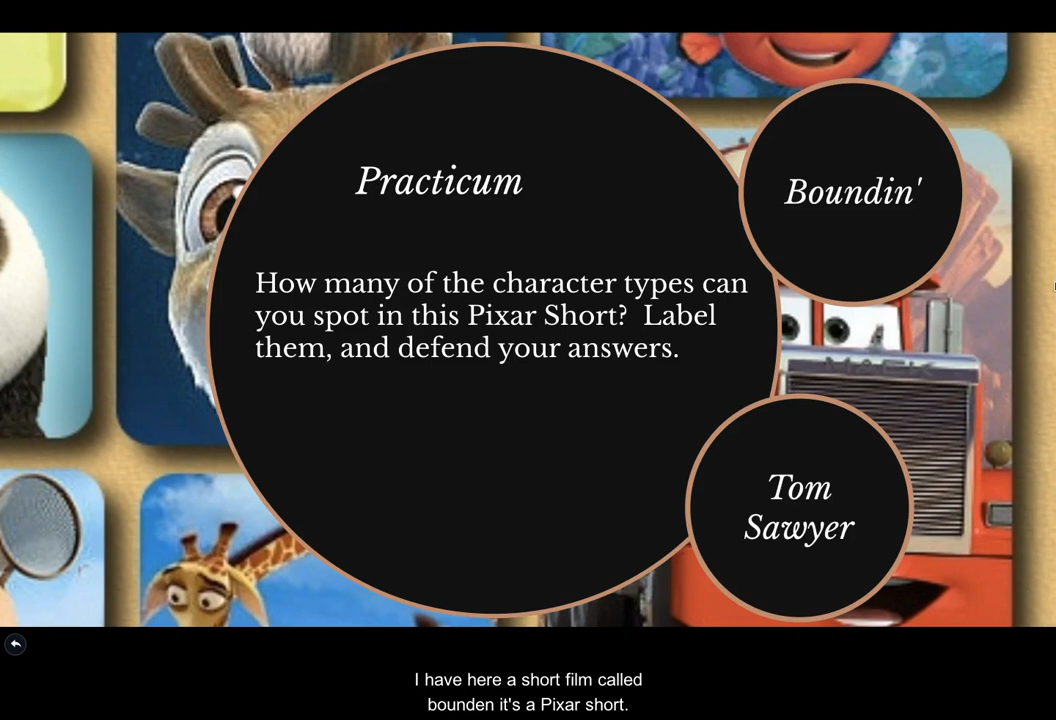 Practicum
How many of the character types can
you spot in this Pixar Short?  Label
them, and defend your answers.
Boundin'
MACK
Tom
Sawyer
I have here a short film called
bounden it's a Pixar short.